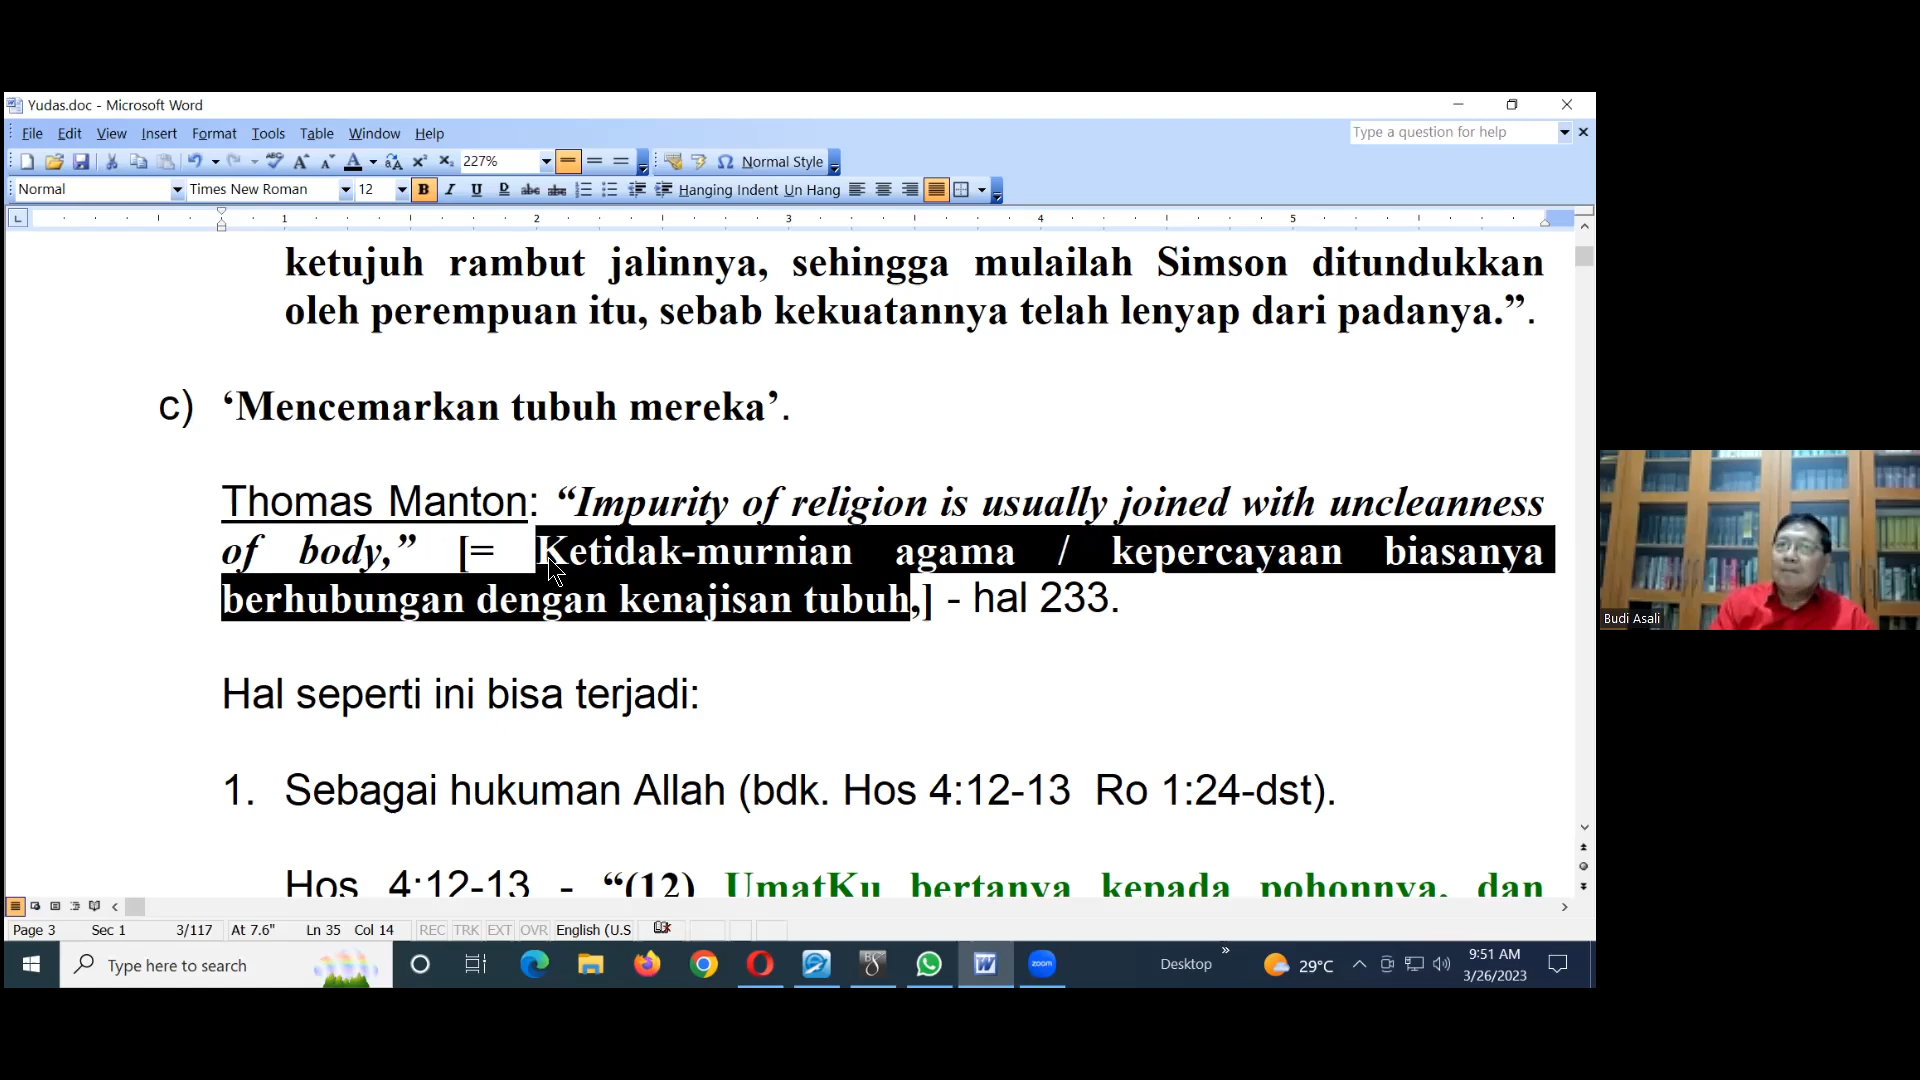 Yudas.doc - Microsoft Word
File Edit View Insert Format Tools Table Window Help
Type a question for help
227%
Normal Style
Normal
Times New Roman
12
Hanging Indent Un Hang
1 2 3 4 5
ketujuh rambut jalinnya, sehingga mulailah Simson ditundukkan
oleh perempuan itu, sebab kekuatannya telah lenyap dari padanya.”.
c) ‘Mencemarkan tubuh mereka’.
Thomas Manton: “Impurity of religion is usually joined with uncleanness
of body,” [= Ketidak-murnian agama / kepercayaan biasanya
berhubungan dengan kenajisan tubuh,] - hal 233.
Hal seperti ini bisa terjadi:
1. Sebagai hukuman Allah (bdk. Hos 4:12-13 Ro 1:24-dst).
Hos 4:12-13 - “(12) UmatKu bertanya kepada pohonnya, dan
Page 3 Sec 1 3/117 At 7.6" Ln 35 Col 14 REC TRK EXT OVR English (U.S
Type here to search
zoom
Desktop
29°C
9:51 AM
3/26/2023
Budi Asali